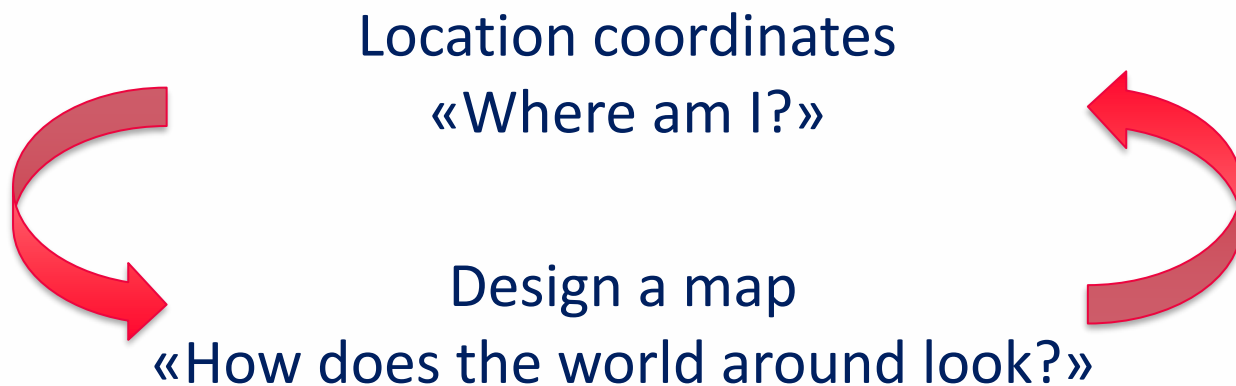 Location coordinates
«Where am I?»
Design a map
«How does the world around look?»